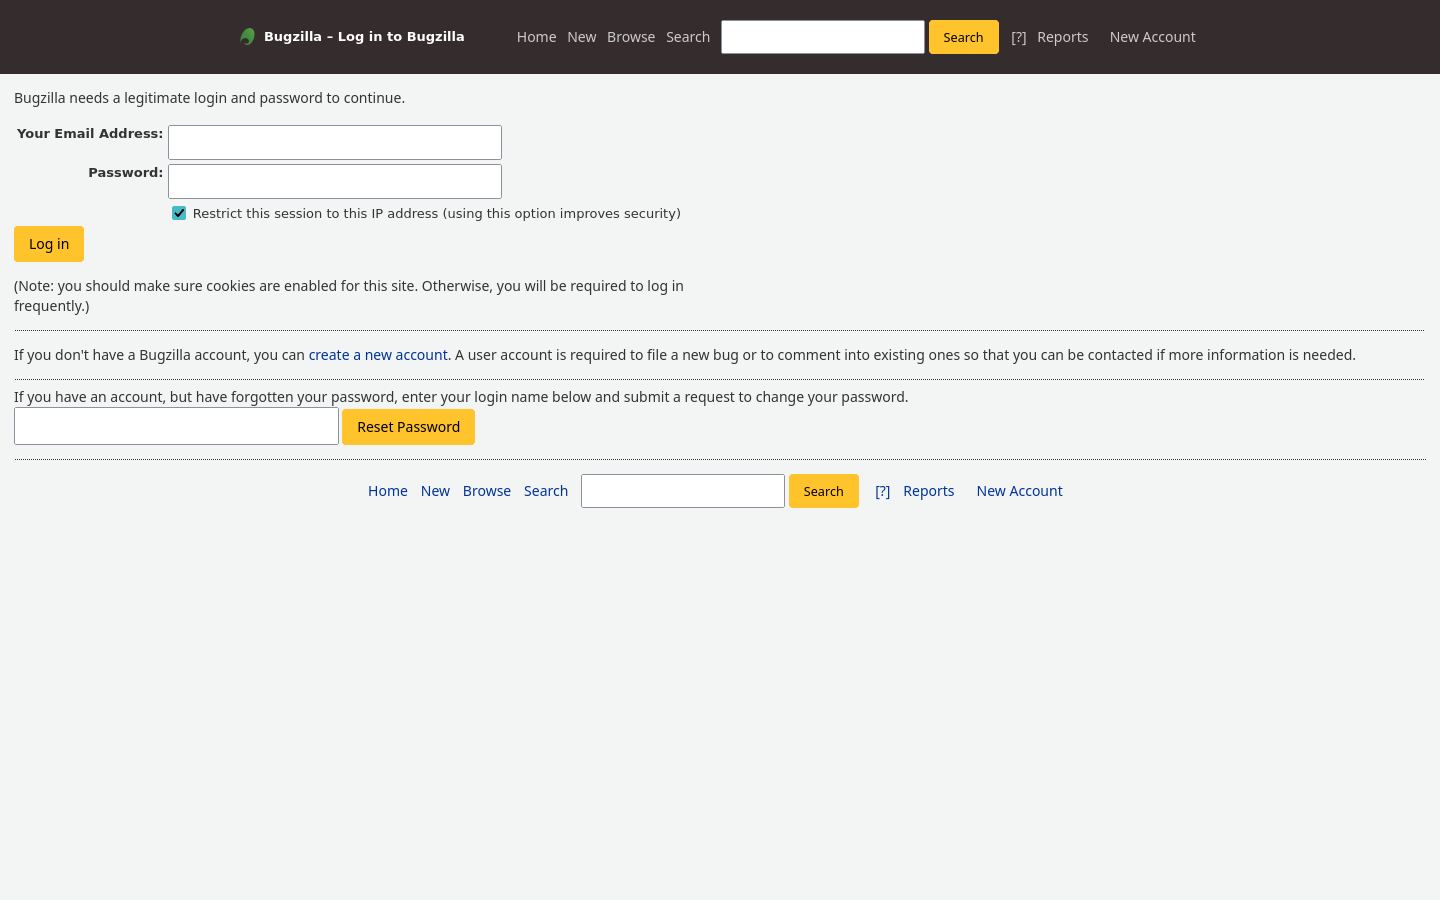 Bugzilla – Log in to Bugzilla Home New Browse Search Search [?] Reports New Account
Bugzilla needs a legitimate login and password to continue.
Your Email Address:
Password:
Restrict this session to this IP address (using this option improves security)
Log in
(Note: you should make sure cookies are enabled for this site. Otherwise, you will be required to log in
frequently.)
If you don't have a Bugzilla account, you can create a new account. A user account is required to file a new bug or to comment into existing ones so that you can be contacted if more information is needed.
If you have an account, but have forgotten your password, enter your login name below and submit a request to change your password.
Reset Password
Home New Browse Search Search [?] Reports New Account